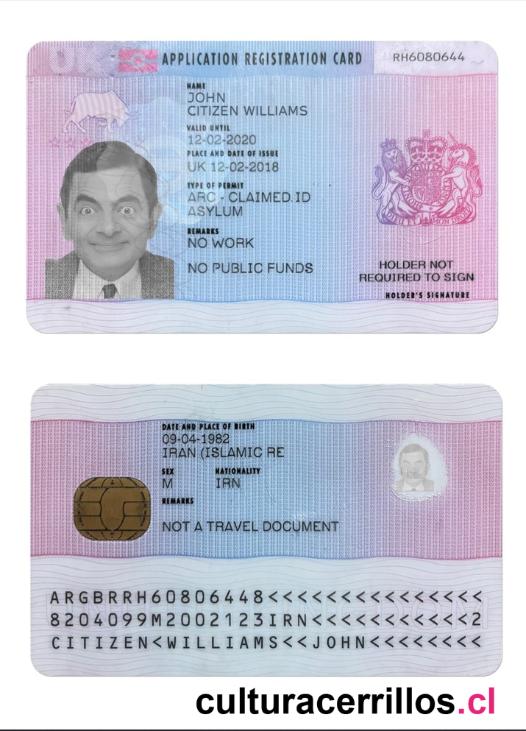 UK APPLICATION REGISTRATION CARD RH6080644
NAME
JOHN
CITIZEN WILLIAMS
VALID UNTIL
12-02-2020
PLACE AND DATE OF ISSUE
UK 12-02-2018
TYPE OF PERMIT
ARC - CLAIMED.ID
ASYLUM
REMARKS
NO WORK
NO PUBLIC FUNDS
HOLDER NOT
REQUIRED TO SIGN
HOLDER'S SIGNATURE
DATE AND PLACE OF BIRTH
09-04-1982
IRAN (ISLAMIC RE
SEX NATIONALITY
M IRN
REMARKS
NOT A TRAVEL DOCUMENT
ARGBRRH60806448<<<<<<<<<<<<<<<
8204099M2002123IRN<<<<<<<<<<<2
CITIZEN<WILLIAMS<<JOHN<<<<<<<<
culturacerrillos.cl